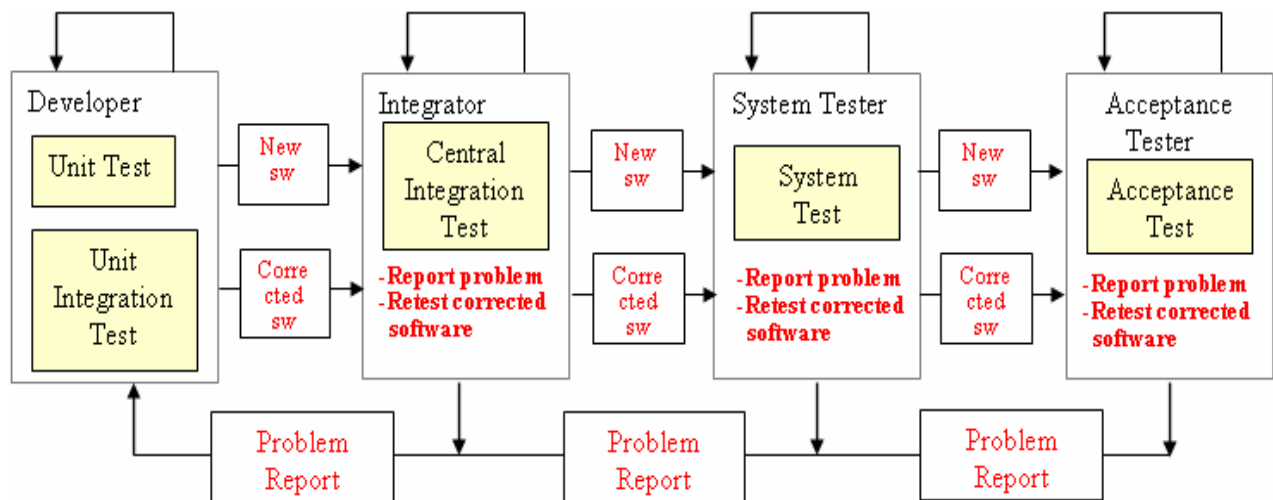 Developer
Unit Test
Unit
Integration
Test
New
sw
Corre
cted
sw
Integrator
Central
Integration
Test
-Report problem
-Retest corrected
software
New
sw
Corre
cted
sw
System Tester
System
Test
-Report problem
-Retest corrected
software
New
sw
Corre
cted
sw
Acceptance
Tester
Acceptance
Test
-Report problem
-Retest corrected
software
Problem
Report
Problem
Report
Problem
Report